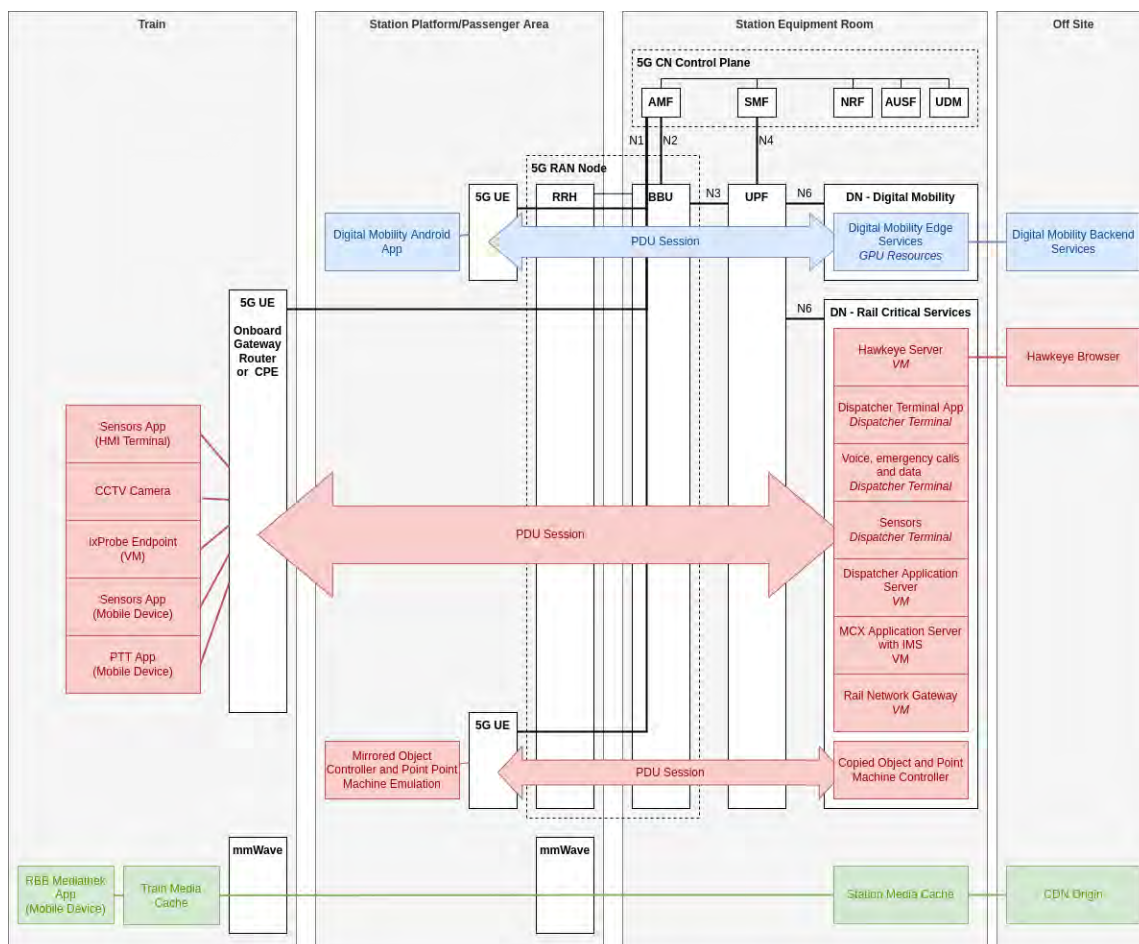 Train
Station Platform/Passenger Area
Station Equipment Room
Off Site
5G CN Control Plane
AMF
SMF
NRF
AUSF
UDM
N1
N2
N4
5G RAN Node
5G UE
RRH
BBU
N3
UPF
N6
DN - Digital Mobility
Digital Mobility Android
App
PDU Session
Digital Mobility Edge
Services
GPU Resources
Digital Mobility Backend
Services
5G UE
Onboard
Gateway
Router
or CPE
N6
DN - Rail Critical Services
Hawkeye Server
VM
Hawkeye Browser
Dispatcher Terminal App
Dispatcher Terminal
Voice, emergency calls
and data
Dispatcher Terminal
Sensors
Dispatcher Terminal
Dispatcher Application
Server
VM
MCX Application Server
with IMS
VM
Rail Network Gateway
VM
Sensors App
(HMI Terminal)
CCTV Camera
ixProbe Endpoint
(VM)
Sensors App
(Mobile Device)
PTT App
(Mobile Device)
PDU Session
5G UE
Mirrored Object
Controller and Point Point
Machine Emulation
PDU Session
Copied Object and Point
Machine Controller
mmWave
mmWave
RBB Mediathek
App
(Mobile Device)
Train Media
Cache
Station Media Cache
CDN Origin